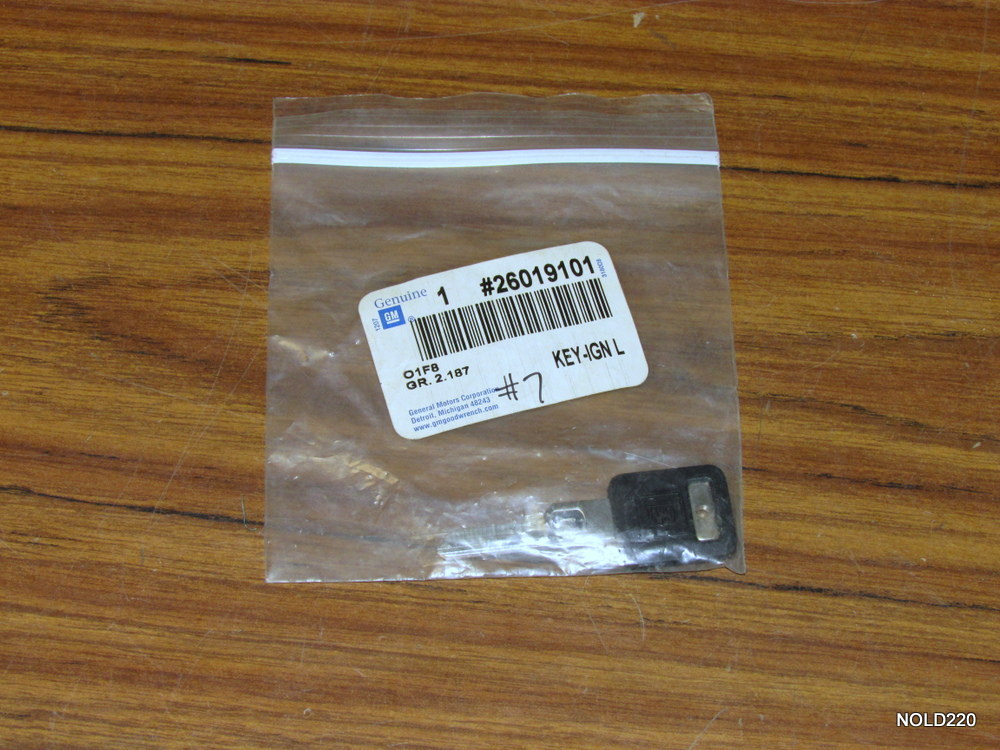 Genuine 1 #26019101
GM ®
1207
O1F8
GR. 2.187
KEY-IGN L
#7
General Motors Corporation
Detroit, Michigan 48243
www.gmgoodwrench.com
NOLD220